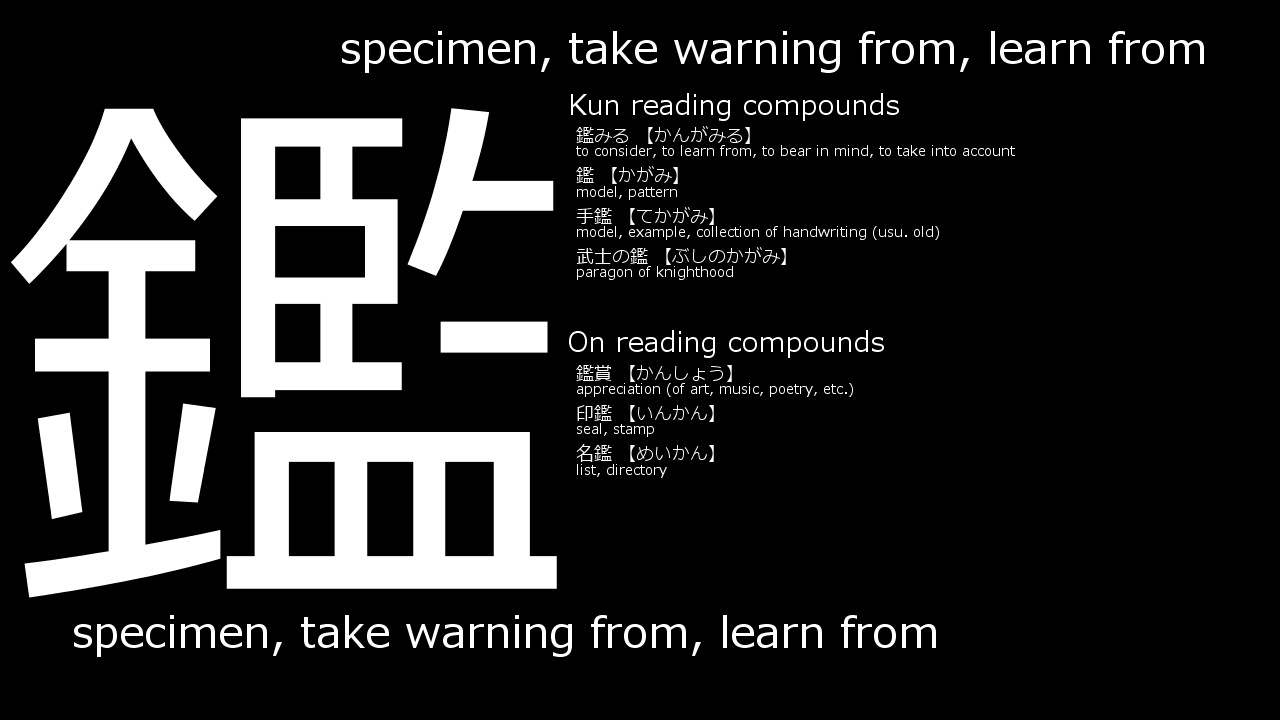 specimen, take warning from, learn from
鑑
Kun reading compounds
鑑みる 【かんがみる】
to consider, to learn from, to bear in mind, to take into account
鑑 【かがみ】
model, pattern
手鑑 【てかがみ】
model, example, collection of handwriting (usu. old)
武士の鑑 【ぶしのかがみ】
paragon of knighthood
On reading compounds
鑑賞 【かんしょう】
appreciation (of art, music, poetry, etc.)
印鑑 【いんかん】
seal, stamp
名鑑 【めいかん】
list, directory
specimen, take warning from, learn from